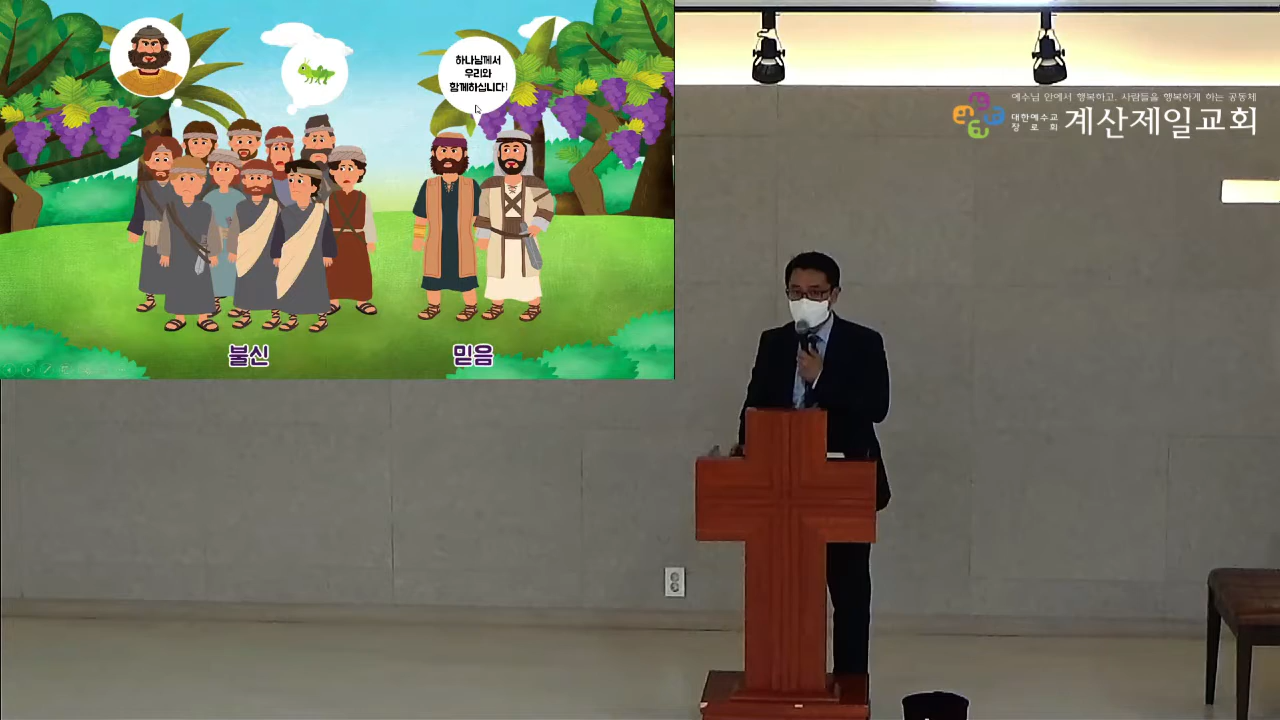 하나님께서
우리와
함께하십니다!
불신
믿음
예수님 안에서 행복하고, 사람들을 행복하게 하는 공동체
대한예수교
장로회
계산제일교회